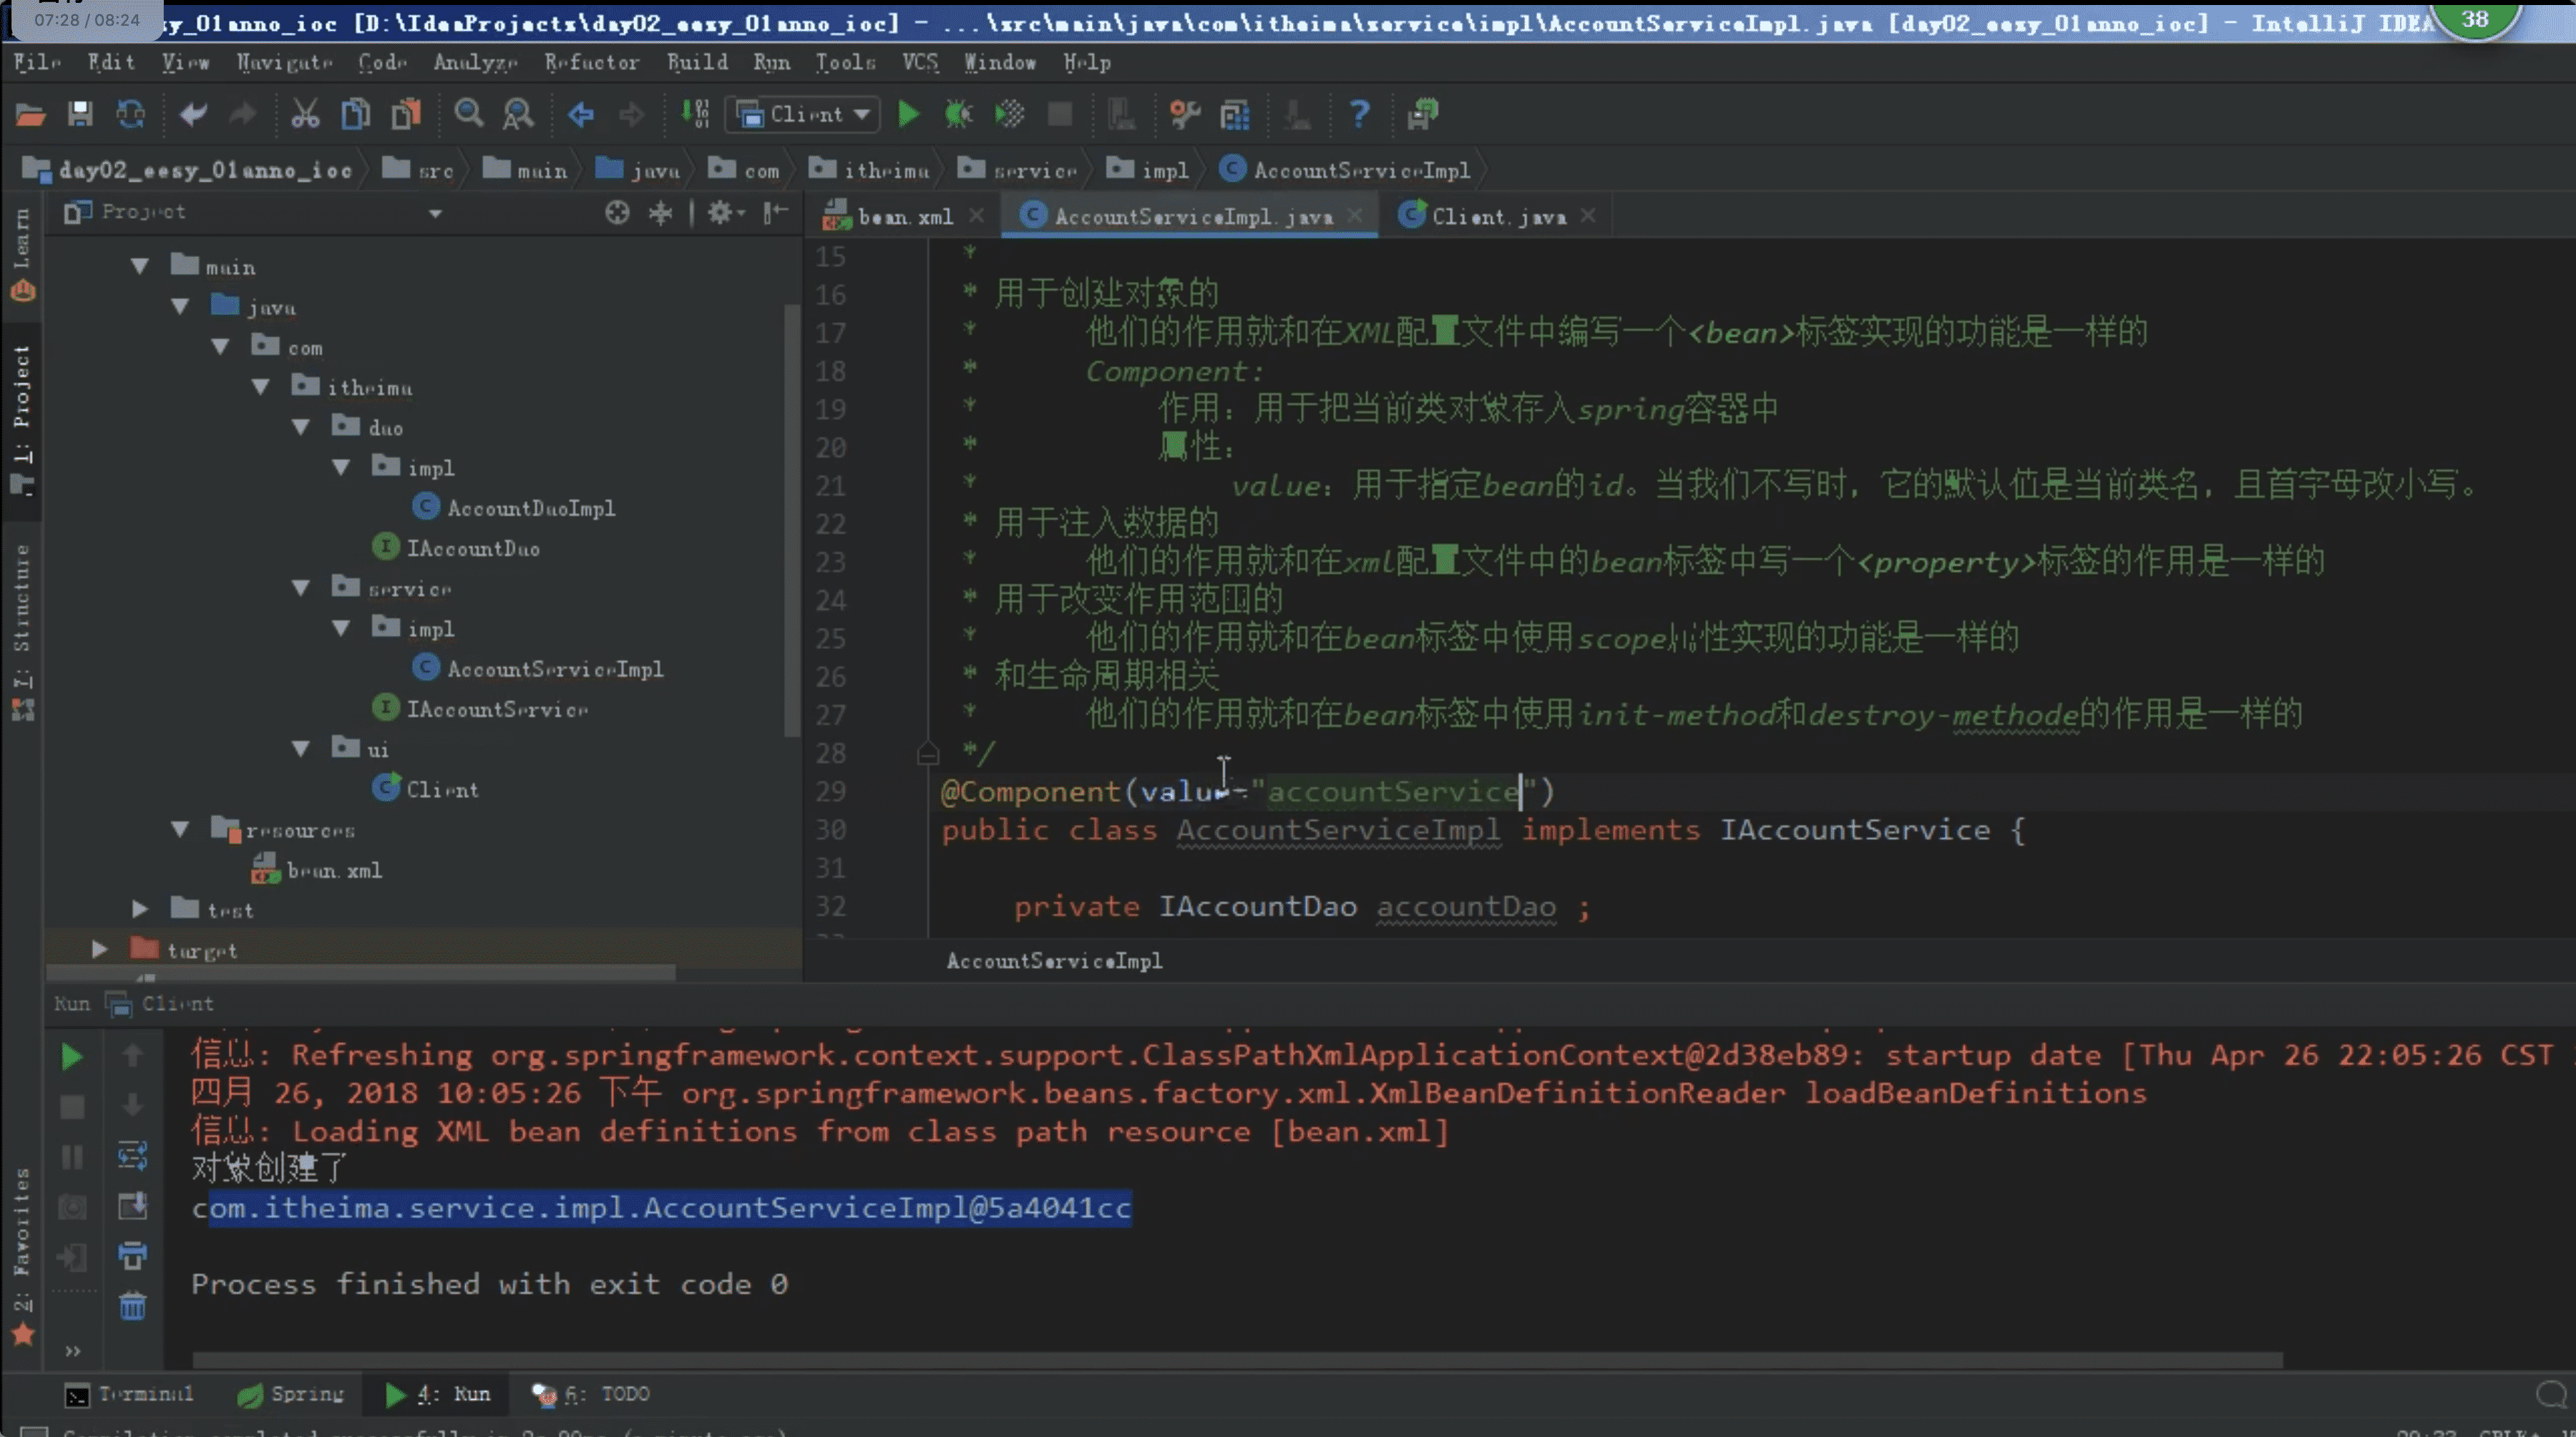 07:28 / 08:24
y_01anno_ioc [D:\IdeaProjects\day02_eesy_01anno_ioc] - ...\src\main\java\com\itheima\service\impl\AccountServiceImpl.java [day02_eesy_01anno_ioc] - IntelliJ IDEA
38
File Edit View Navigate Code Analyze Refactor Build Run Tools VCS Window Help
Client
day02_eesy_01anno_ioc src main java com itheima service impl AccountServiceImpl
Project
bean.xml AccountServiceImpl.java Client.java
Learn
1: Project
7: Structure
2: Favorites
main
java
com
itheima
dao
impl
AccountDaoImpl
IAccountDao
service
impl
AccountServiceImpl
IAccountService
ui
Client
resources
bean.xml
test
target
15 *
16 * 用于创建对象的
17 * 他们的作用就和在XML配置文件中编写一个<bean>标签实现的功能是一样的
18 * Component:
19 * 作用：用于把当前类对象存入spring容器中
20 * 属性：
21 * value：用于指定bean的id。当我们不写时，它的默认值是当前类名，且首字母改小写。
22 * 用于注入数据的
23 * 他们的作用就和在xml配置文件中的bean标签中写一个<property>标签的作用是一样的
24 * 用于改变作用范围的
25 * 他们的作用就和在bean标签中使用scope属性实现的功能是一样的
26 * 和生命周期相关
27 * 他们的作用就和在bean标签中使用init-method和destroy-methode的作用是一样的
28 */
29 @Component(value="accountService")
30 public class AccountServiceImpl implements IAccountService {
31
32 private IAccountDao accountDao ;
AccountServiceImpl
Run Client
信息: Refreshing org.springframework.context.support.ClassPathXmlApplicationContext@2d38eb89: startup date [Thu Apr 26 22:05:26 CST
四月 26, 2018 10:05:26 下午 org.springframework.beans.factory.xml.XmlBeanDefinitionReader loadBeanDefinitions
信息: Loading XML bean definitions from class path resource [bean.xml]
对象创建了
com.itheima.service.impl.AccountServiceImpl@5a4041cc
Process finished with exit code 0
Terminal Spring 4: Run 6: TODO